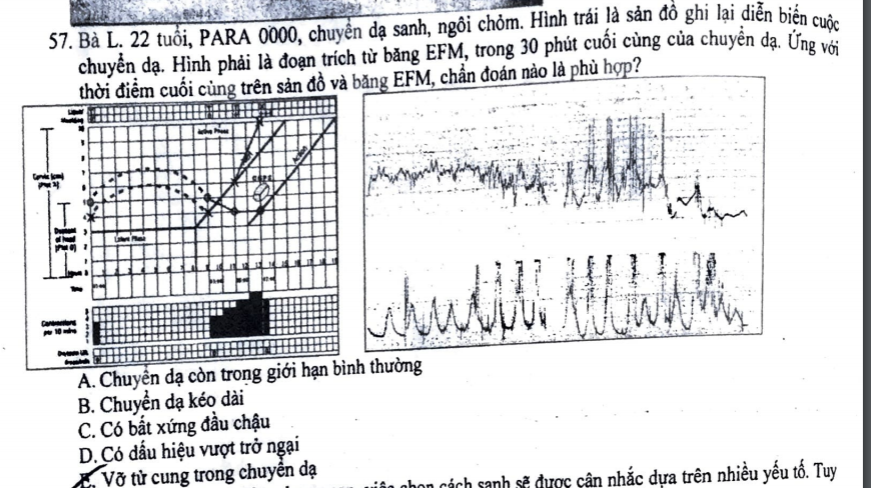 57. Bà L. 22 tuổi, PARA 0000, chuyển dạ sanh, ngôi chỏm. Hình trái là sản đồ ghi lại diễn biến cuộc
chuyển dạ. Hình phải là đoạn trích từ băng EFM, trong 30 phút cuối cùng của chuyển dạ. Ứng với
thời điểm cuối cùng trên sản đồ và băng EFM, chẩn đoán nào là phù hợp?
Active Phase
Action
Cervix (cm)
(Plot X)
Descent
of head
(Plot 0)
Latent Phase
Time
Contractions
per 10 mins
A. Chuyển dạ còn trong giới hạn bình thường
B. Chuyển dạ kéo dài
C. Có bất xứng đầu chậu
D. Có dấu hiệu vượt trở ngại
E. Vỡ tử cung trong chuyển dạ
chọn cách sanh sẽ được cân nhắc dựa trên nhiều yếu tố. Tuy